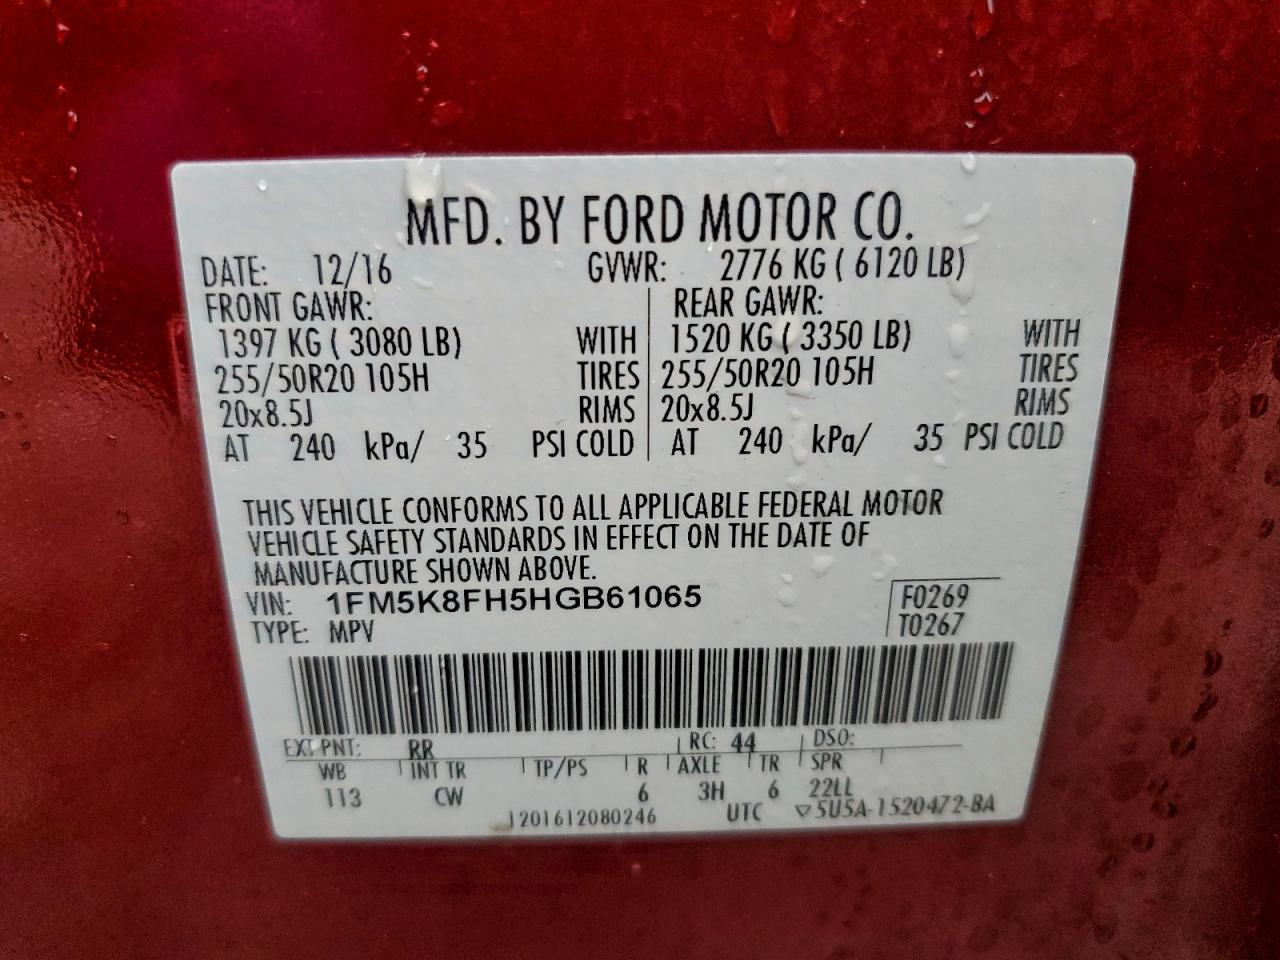 MFD. BY FORD MOTOR CO.
DATE: 12/16 GVWR: 2776 KG ( 6120 LB)
FRONT GAWR: REAR GAWR:
1397 KG ( 3080 LB) WITH 1520 KG ( 3350 LB) WITH
255/50R20 105H TIRES 255/50R20 105H TIRES
20x8.5J RIMS 20x8.5J RIMS
AT 240 kPa/ 35 PSI COLD AT 240 kPa/ 35 PSI COLD
THIS VEHICLE CONFORMS TO ALL APPLICABLE FEDERAL MOTOR
VEHICLE SAFETY STANDARDS IN EFFECT ON THE DATE OF
MANUFACTURE SHOWN ABOVE.
VIN: 1FM5K8FH5HGB61065 F0269
TYPE: MPV T0267
EXT PNT: RR RC: 44 DSO:
WB INT TR TP/PS R AXLE TR SPR
113 CW 6 3H 6 22LL
1201612080246 UTC ▽5U5A-1520472-BA